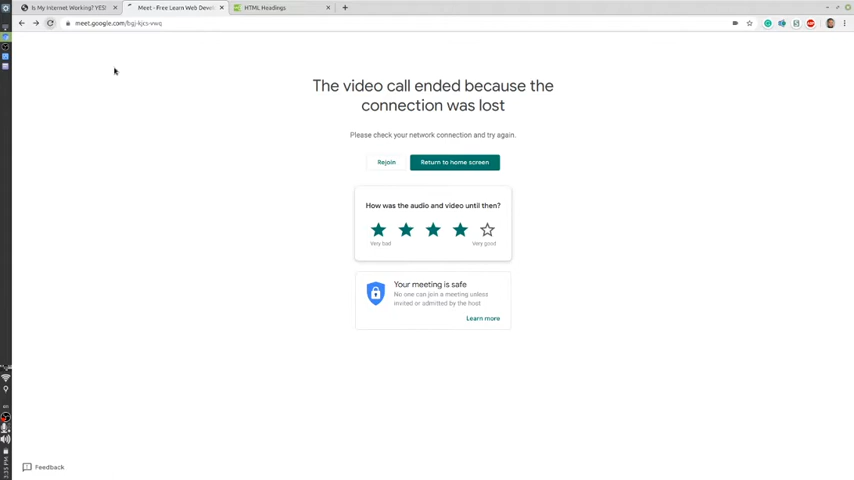 Is My Internet Working? YES!
Meet - Free Learn Web Devel
HTML Headings
meet.google.com/bgj-kjcs-vwq
The video call ended because the
connection was lost
Please check your network connection and try again.
Rejoin
Return to home screen
How was the audio and video until then?
Very bad
Very good
Your meeting is safe
No one can join a meeting unless
invited or admitted by the host
Learn more
Feedback
3:35 PM